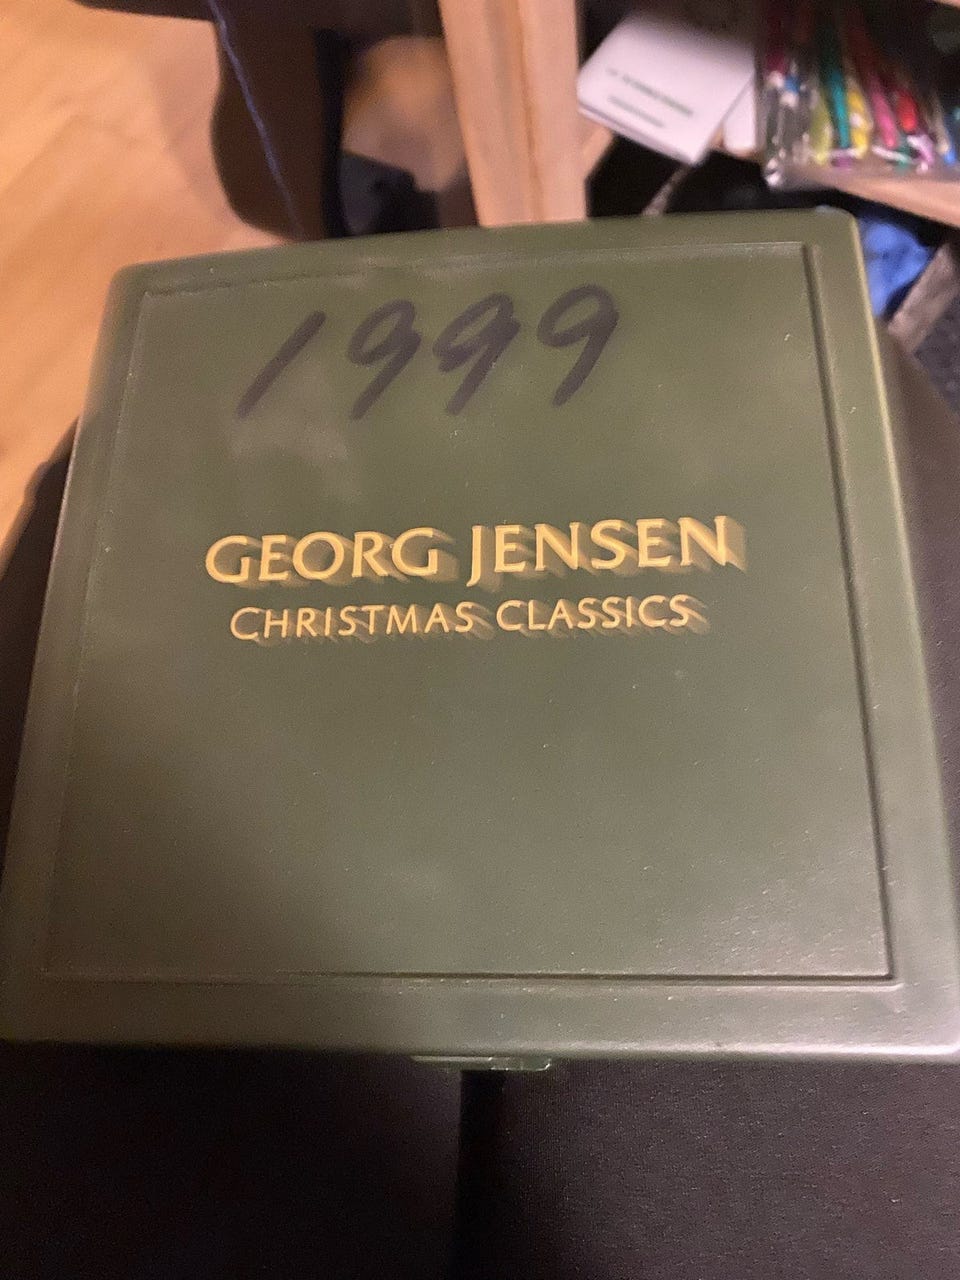 1999
GEORG JENSEN
CHRISTMAS CLASSICS